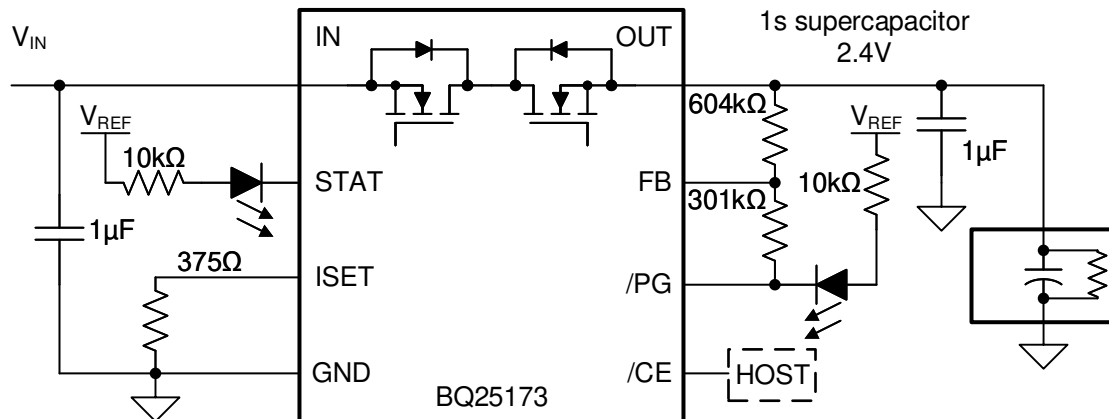 1s supercapacitor
2.4V
V_IN
IN
OUT
V_REF
10kΩ
STAT
604kΩ
V_REF
1µF
FB
301kΩ
10kΩ
1µF
375Ω
ISET
/PG
GND
/CE
HOST
BQ25173